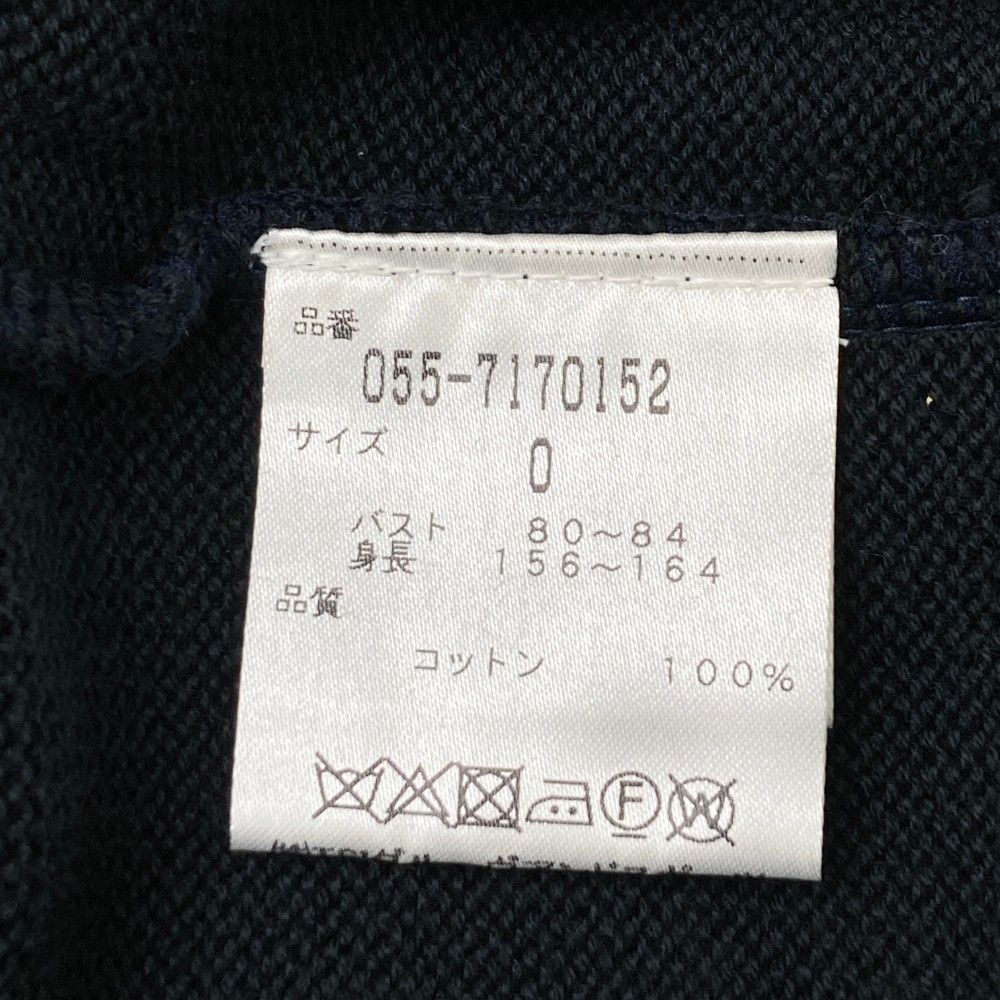 品番
055-7170152
サイズ 0
バスト 80～84
身長 156～164
品質
コットン 100%
F W